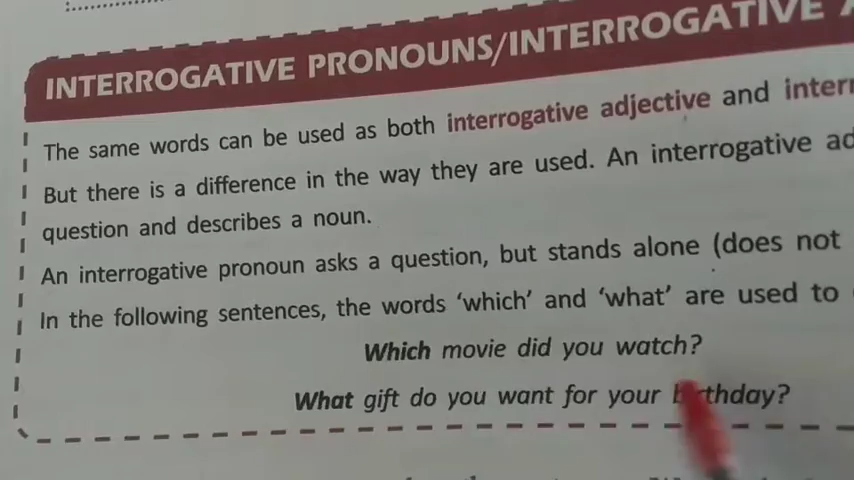 INTERROGATIVE PRONOUNS/INTERROGATIVE A
The same words can be used as both interrogative adjective and interr
But there is a difference in the way they are used. An interrogative ad
question and describes a noun.
An interrogative pronoun asks a question, but stands alone (does not
In the following sentences, the words ‘which’ and ‘what’ are used to
Which movie did you watch?
What gift do you want for your birthday?